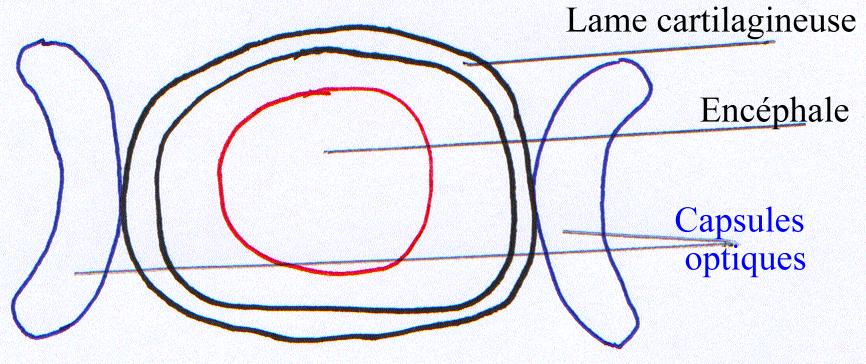 Lame cartilagineuse
Encéphale
Capsules
optiques